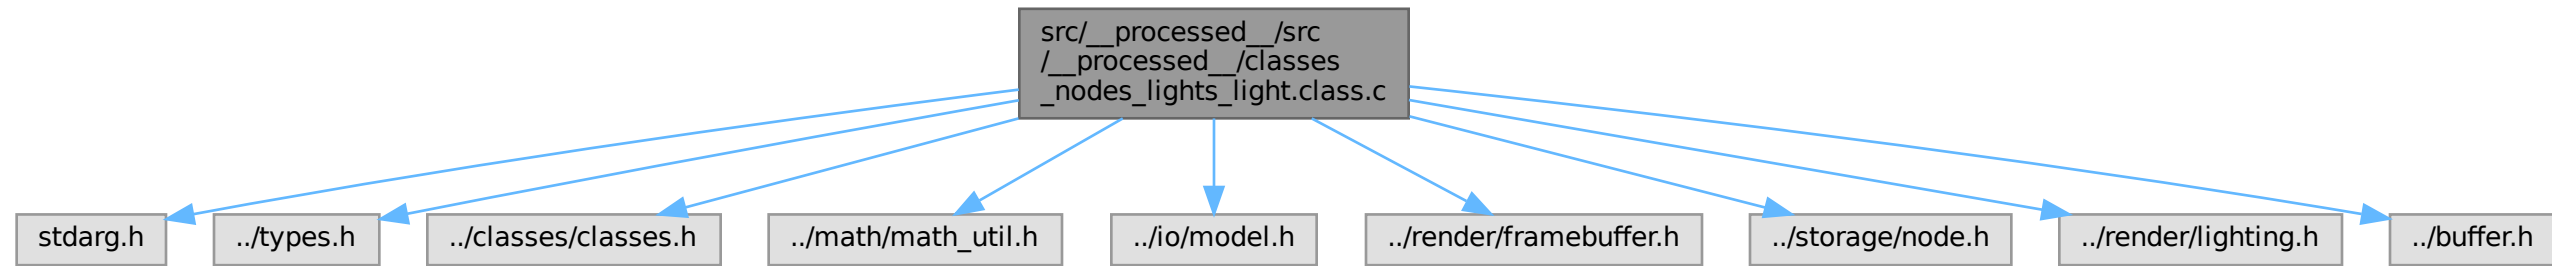 src/__processed__/src
/__processed__/classes
_nodes_lights_light.class.c
stdarg.h
../types.h
../classes/classes.h
../math/math_util.h
../io/model.h
../render/framebuffer.h
../storage/node.h
../render/lighting.h
../buffer.h